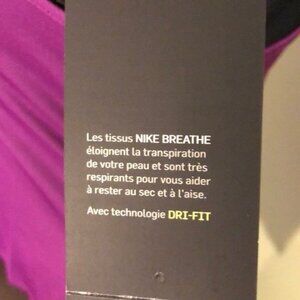 Les tissus NIKE BREATHE
éloignent la transpiration
de votre peau et sont très
respirants pour vous aider
à rester au sec et à l'aise.
Avec technologie DRI-FIT